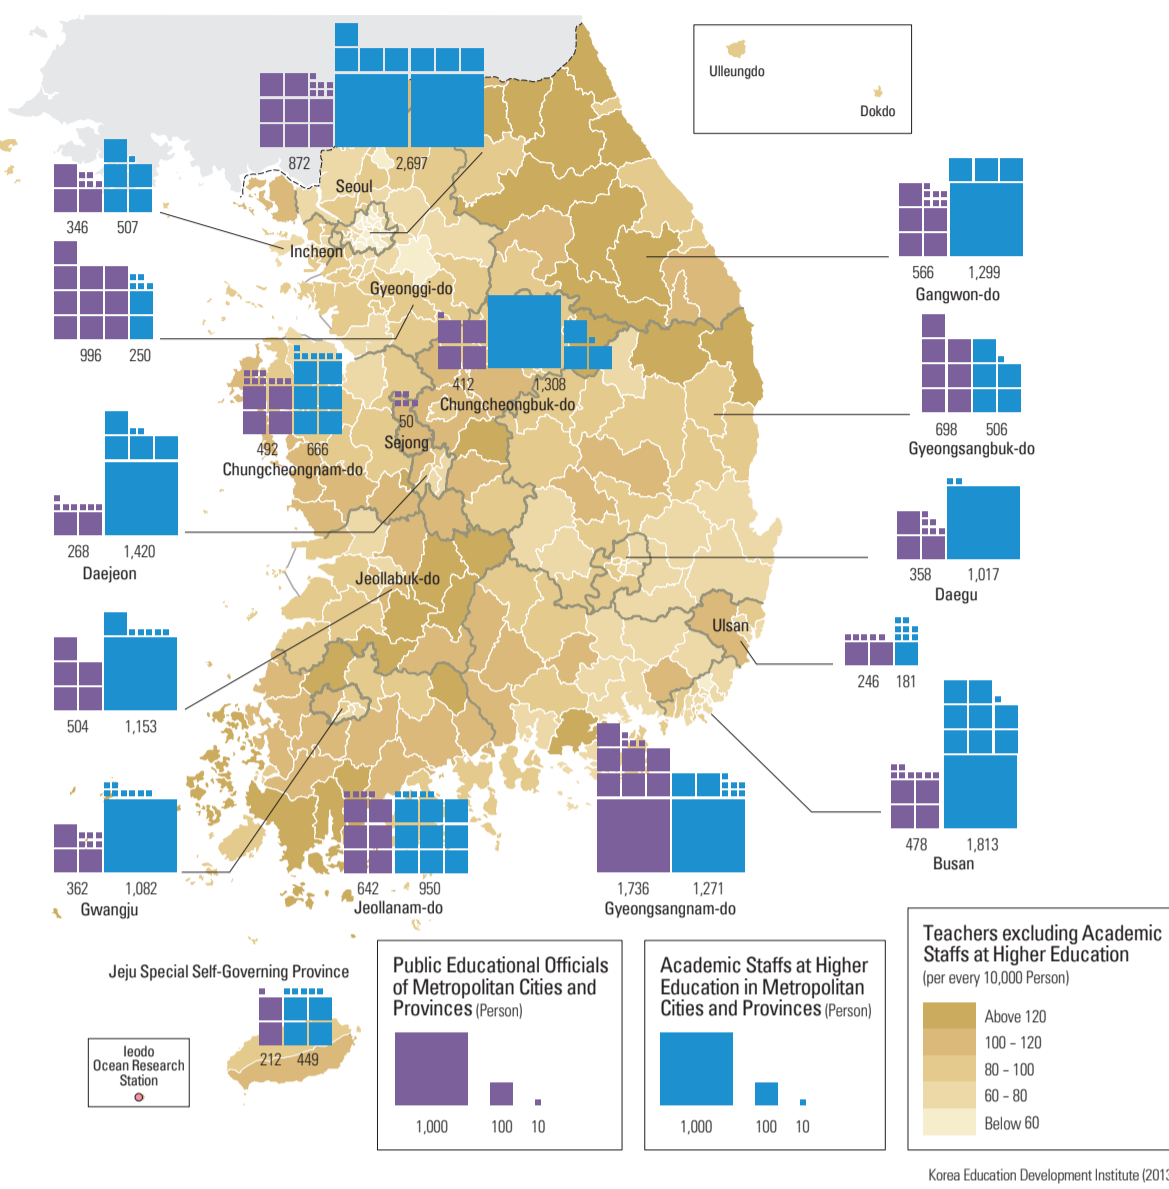 Ulleungdo
Dokdo
872
2,697
Seoul
346
507
Incheon
566
1,299
Gangwon-do
Gyeonggi-do
996
250
412
1,308
Chungcheongbuk-do
50
Sejong
492
666
Chungcheongnam-do
698
506
Gyeongsangbuk-do
268
1,420
Daejeon
358
1,017
Daegu
Jeollabuk-do
504
1,153
Ulsan
246
181
478
1,813
Busan
362
1,082
Gwangju
642
950
Jeollanam-do
1,736
1,271
Gyeongsangnam-do
Jeju Special Self-Governing Province
212
449
Ieodo
Ocean Research
Station
Public Educational Officials
of Metropolitan Cities and
Provinces (Person)
1,000
100
10
Academic Staffs at Higher
Education in Metropolitan
Cities and Provinces (Person)
1,000
100
10
Teachers excluding Academic
Staffs at Higher Education
(per every 10,000 Person)
Above 120
100 - 120
80 - 100
60 - 80
Below 60
Korea Education Development Institute (2013